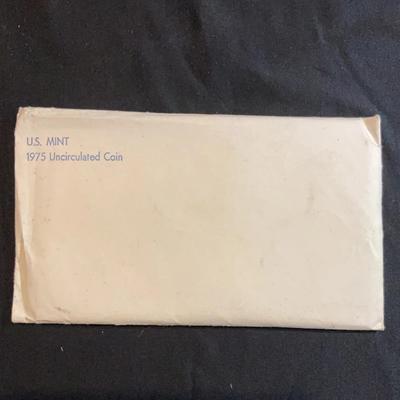 U.S. MINT
1975 Uncirculated Coin